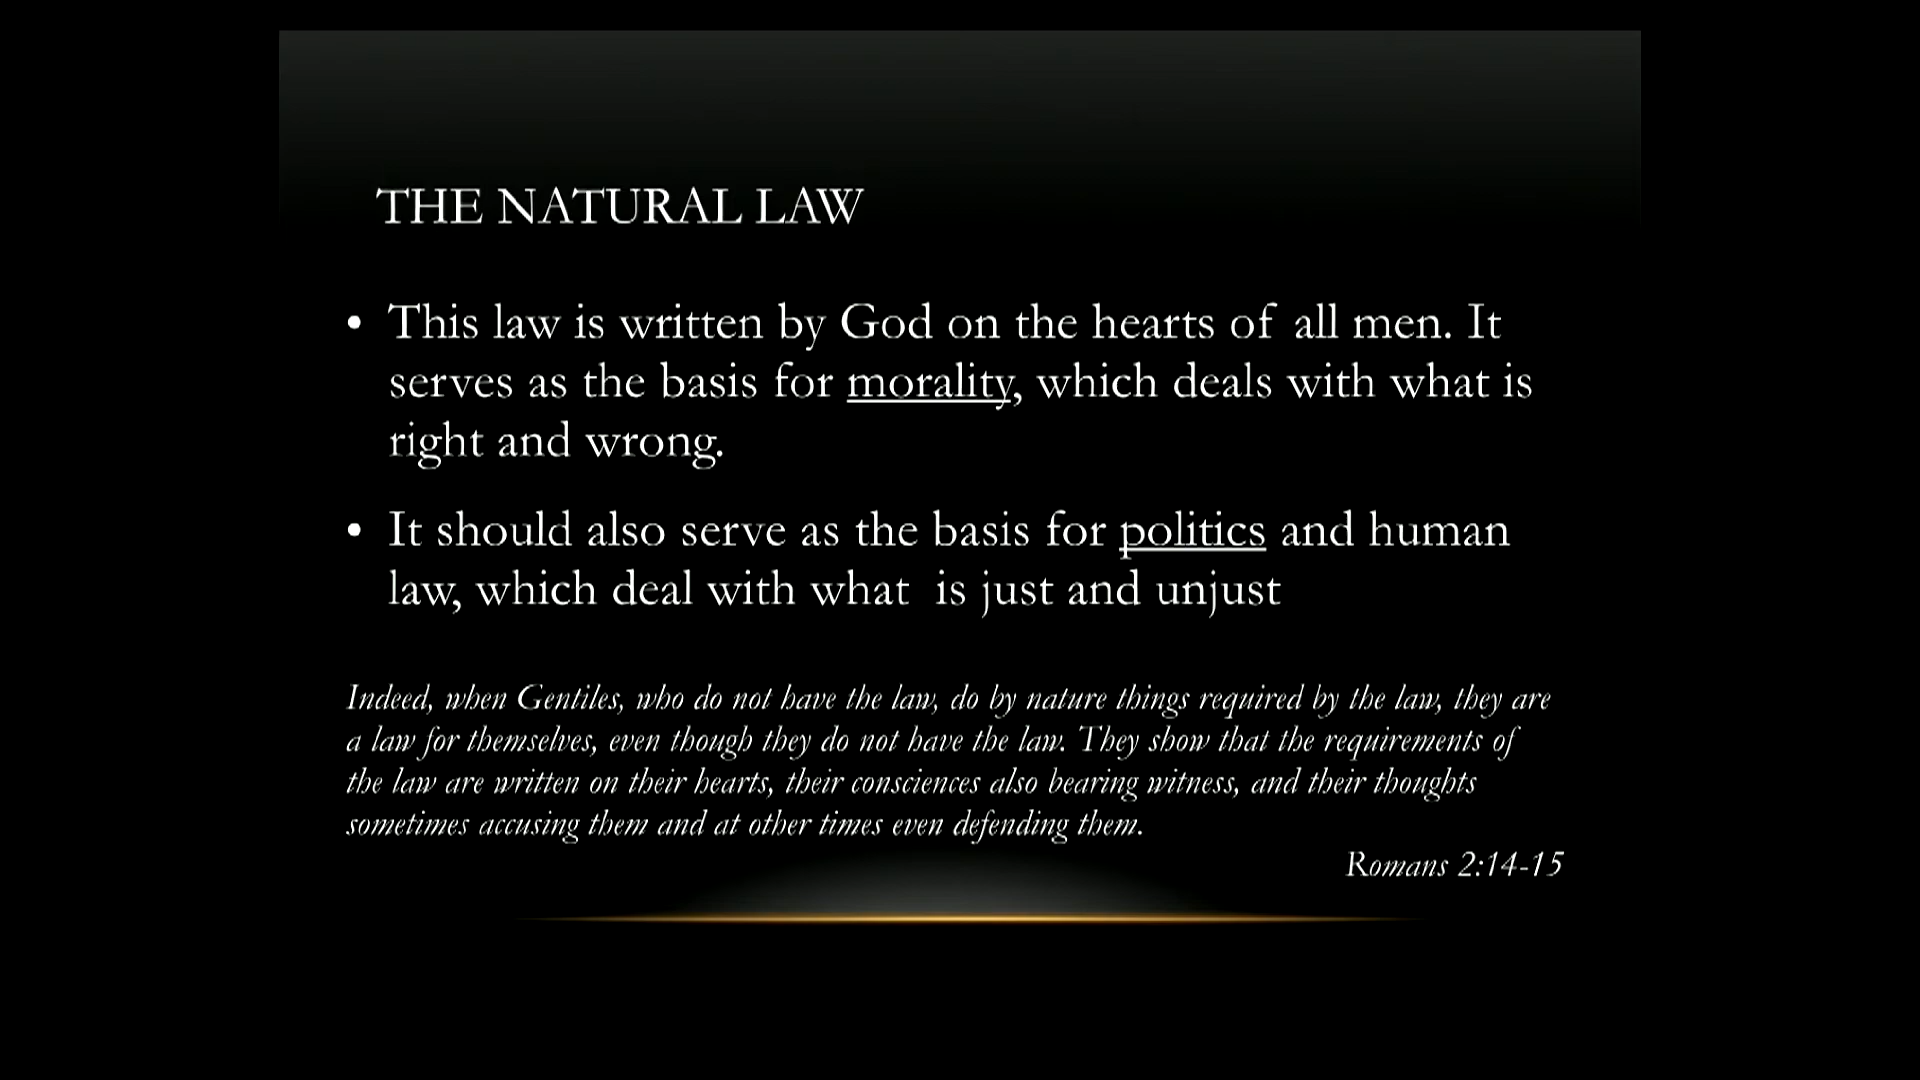 THE NATURAL LAW
• This law is written by God on the hearts of all men. It
serves as the basis for morality, which deals with what is
right and wrong.
• It should also serve as the basis for politics and human
law, which deal with what is just and unjust
Indeed, when Gentiles, who do not have the law, do by nature things required by the law, they are
a law for themselves, even though they do not have the law. They show that the requirements of
the law are written on their hearts, their consciences also bearing witness, and their thoughts
sometimes accusing them and at other times even defending them.
Romans 2:14-15